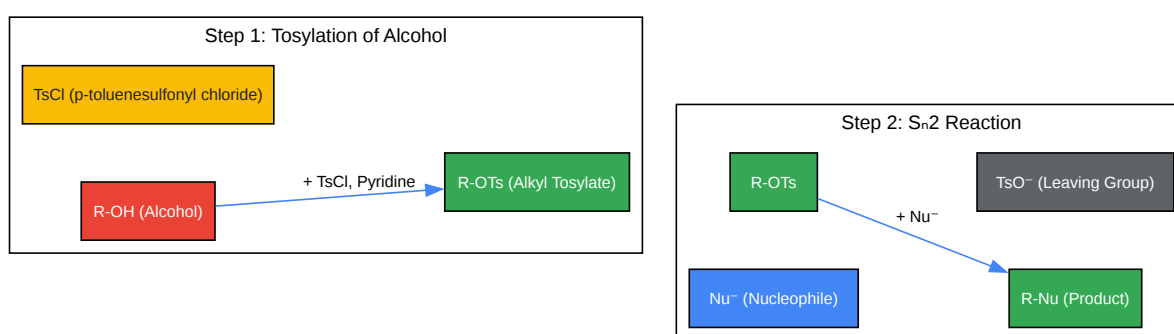 Step 1: Tosylation of Alcohol
TsCl (p-toluenesulfonyl chloride)
R-OH (Alcohol)
+ TsCl, Pyridine
R-OTs (Alkyl Tosylate)
Step 2: Sₙ2 Reaction
R-OTs
TsO⁻ (Leaving Group)
+ Nu⁻
Nu⁻ (Nucleophile)
R-Nu (Product)